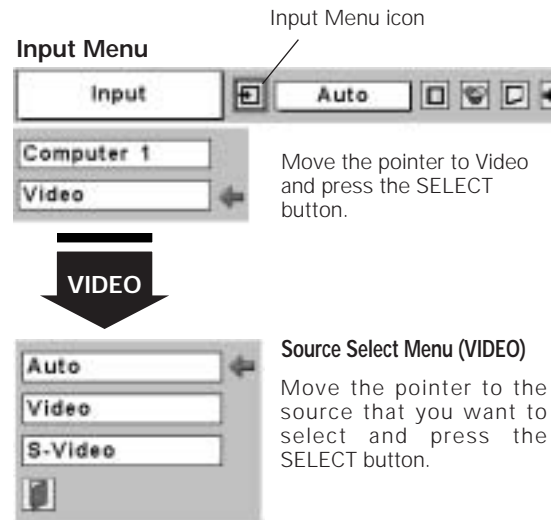 Input Menu icon
Input Menu
Input
Auto
Computer 1
Video
Move the pointer to Video
and press the SELECT
button.
VIDEO
Auto
Video
S-Video
Source Select Menu (VIDEO)
Move the pointer to the
source that you want to
select and press the
SELECT button.